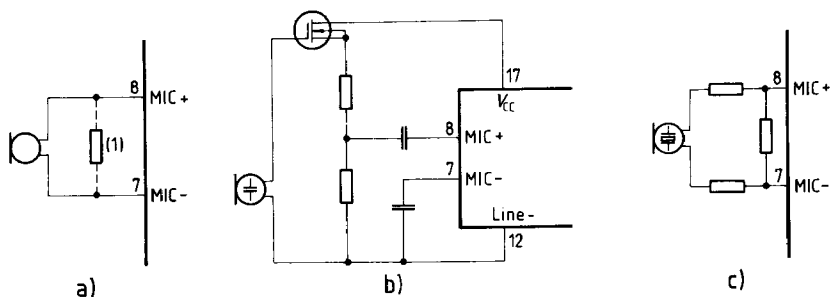 8
MIC+
(1)
7
MIC-
a)
17
VCC
8
MIC+
7
MIC-
Line-
12
b)
8
MIC+
7
MIC-
c)